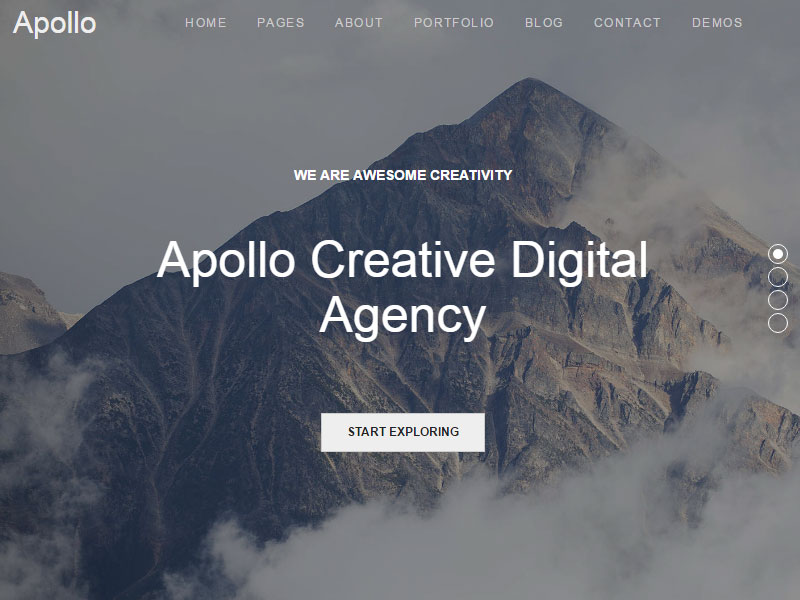 Apollo
HOME PAGES ABOUT PORTFOLIO BLOG CONTACT DEMOS
WE ARE AWESOME CREATIVITY
Apollo Creative Digital
Agency
START EXPLORING